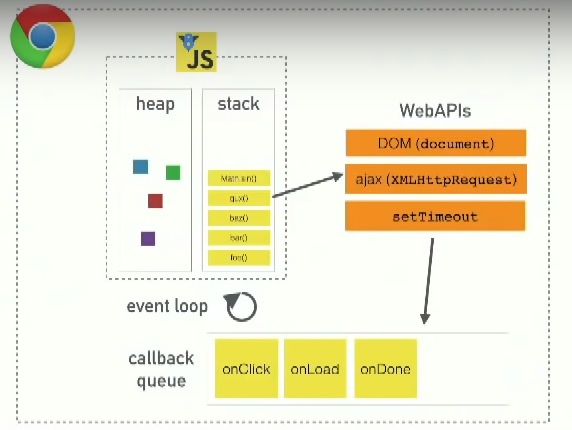 JS
heap
stack
Math.sin()
qux()
baz()
bar()
foo()
WebAPIs
DOM (document)
ajax (XMLHttpRequest)
setTimeout
event loop
callback
queue
onClick
onLoad
onDone